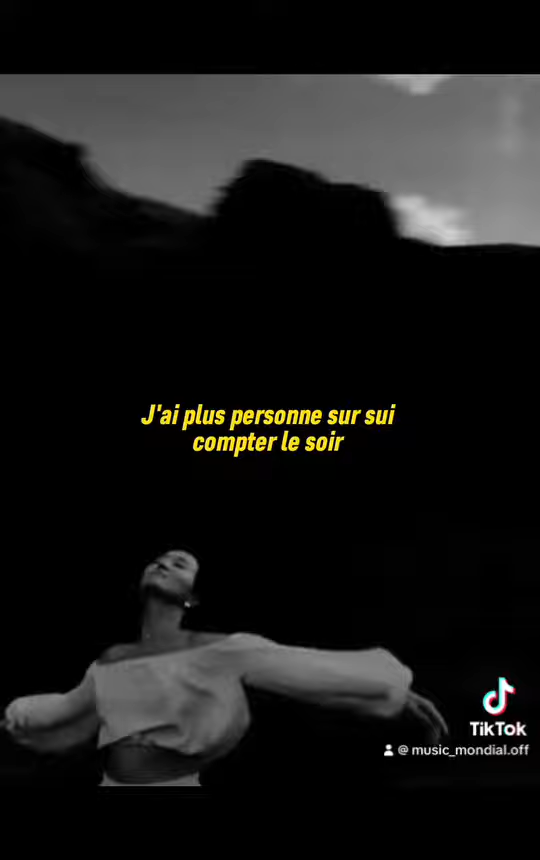 J'ai plus personne sur sui
compter le soir
TikTok
@ music_mondial.off